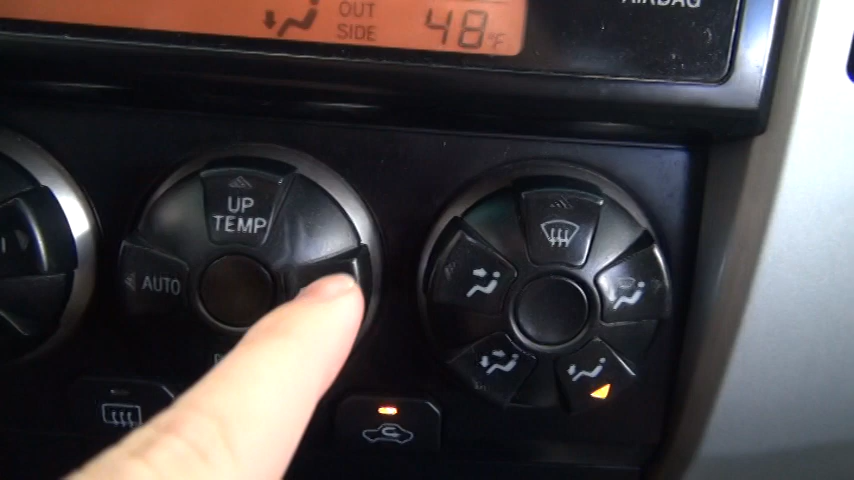 AIRBAG
OUT
SIDE
48°F
UP
TEMP
AUTO